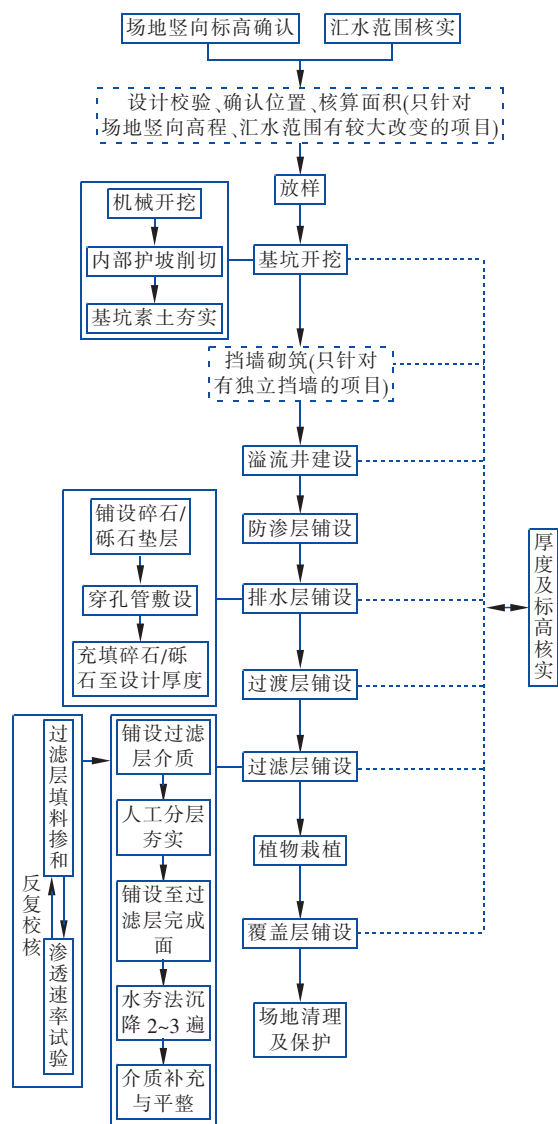 场地竖向标高确认
汇水范围核实
设计校验、确认位置、核算面积(只针对
场地竖向高程、汇水范围有较大改变的项目)
放样
机械开挖
内部护坡削切
基坑素土夯实
基坑开挖
挡墙砌筑(只针对
有独立挡墙的项目)
溢流井建设
防渗层铺设
铺设碎石/
砾石垫层
穿孔管敷设
充填碎石/砾
石至设计厚度
排水层铺设
厚度及标高核实
过渡层铺设
过滤层填料掺和
反复校核
渗透速率试验
铺设过滤
层介质
人工分层
夯实
铺设至过
滤层完成
面
水夯法沉
降2~3遍
介质补充
与平整
过滤层铺设
植物栽植
覆盖层铺设
场地清理
及保护